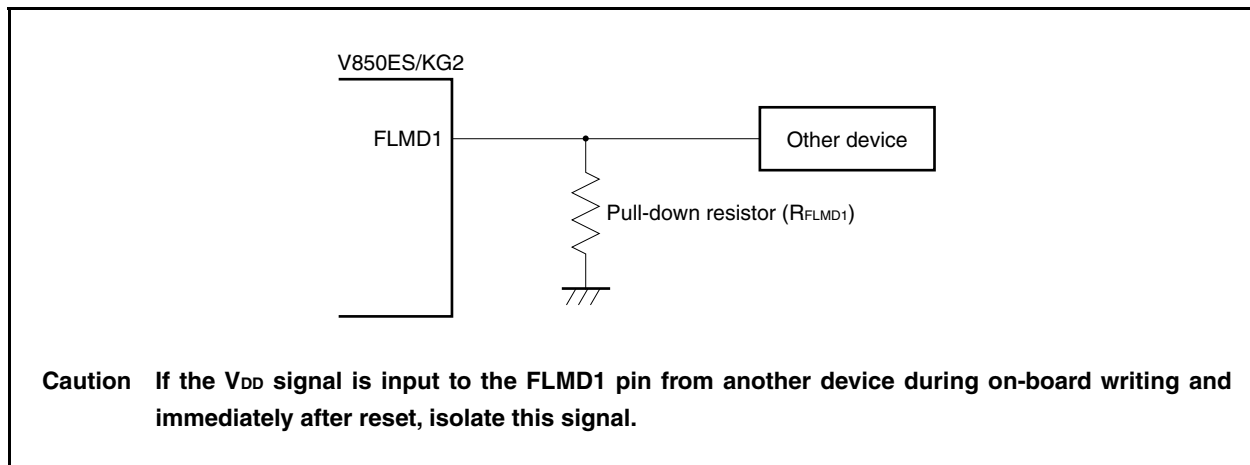 V850ES/KG2
FLMD1
Other device
Pull-down resistor (RFLMD1)
Caution If the VDD signal is input to the FLMD1 pin from another device during on-board writing and
immediately after reset, isolate this signal.